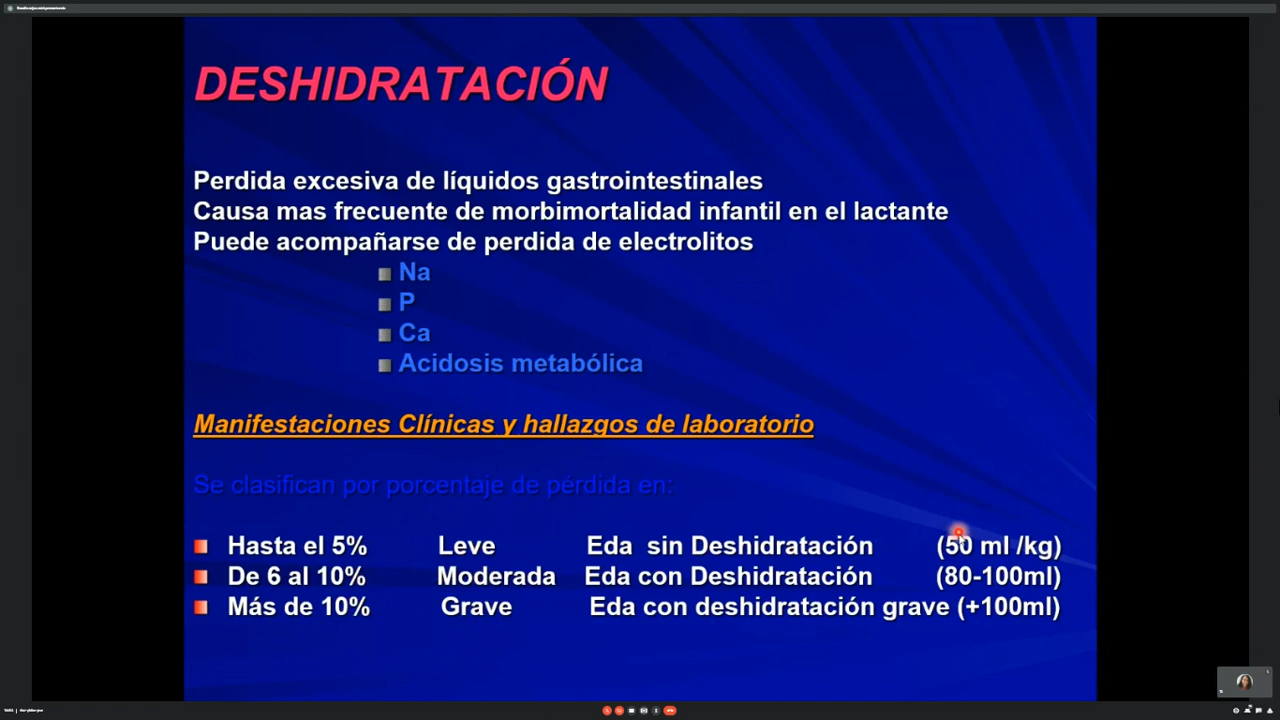 DESHIDRATACIÓN
Perdida excesiva de líquidos gastrointestinales
Causa mas frecuente de morbimortalidad infantil en el lactante
Puede acompañarse de perdida de electrolitos
Na
P
Ca
Acidosis metabólica
Manifestaciones Clínicas y hallazgos de laboratorio
Se clasifican por porcentaje de pérdida en:
Hasta el 5% Leve Eda sin Deshidratación (50 ml /kg)
De 6 al 10% Moderada Eda con Deshidratación (80-100ml)
Más de 10% Grave Eda con deshidratación grave (+100ml)